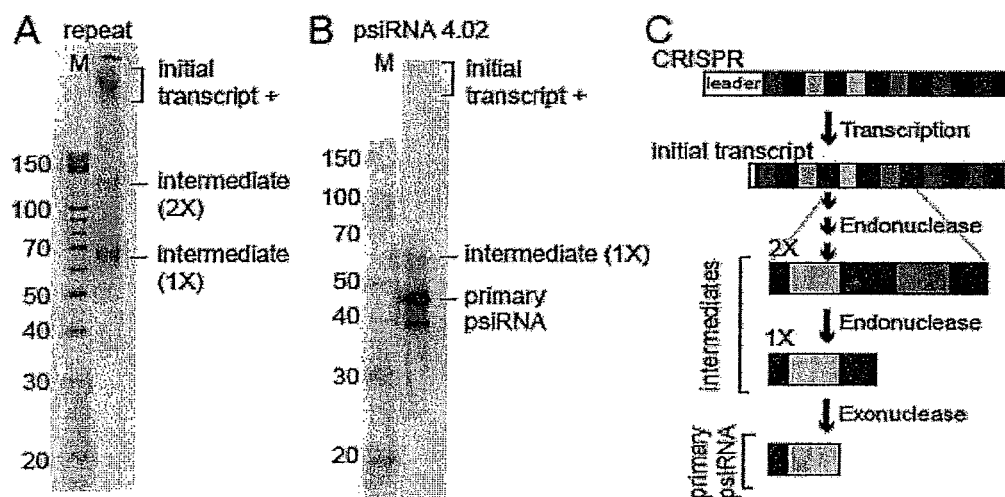 A repeat
M
initial
transcript +
150
intermediate
(2X)
100
70
intermediate
(1X)
50
40
30
20
B psiRNA 4.02
M
initial
transcript +
150
100
70
intermediate (1X)
50
primary
psiRNA
40
30
20
C
CRISPR
leader
Transcription
initial transcript
Endonuclease
2X
Endonuclease
1X
intermediates
Exonuclease
primary
psiRNA